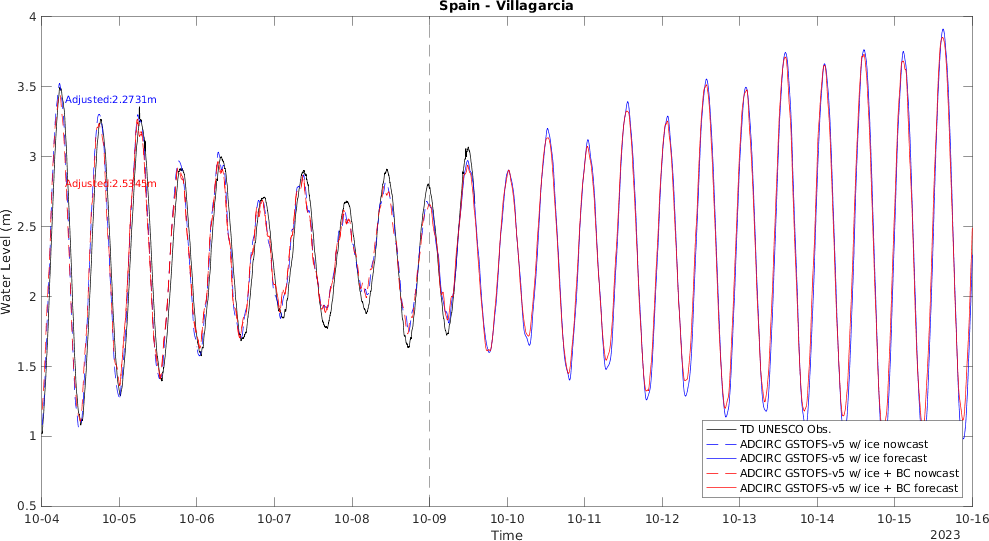 Spain - Villagarcia
4
3.5
3
2.5
2
1.5
1
0.5
Water Level (m)
Adjusted:2.2731m
Adjusted:2.5345m
TD UNESCO Obs.
ADCIRC GSTOFS-v5 w/ ice nowcast
ADCIRC GSTOFS-v5 w/ ice forecast
ADCIRC GSTOFS-v5 w/ ice + BC nowcast
ADCIRC GSTOFS-v5 w/ ice + BC forecast
10-04 10-05 10-06 10-07 10-08 10-09 10-10 10-11 10-12 10-13 10-14 10-15 10-16
Time
2023